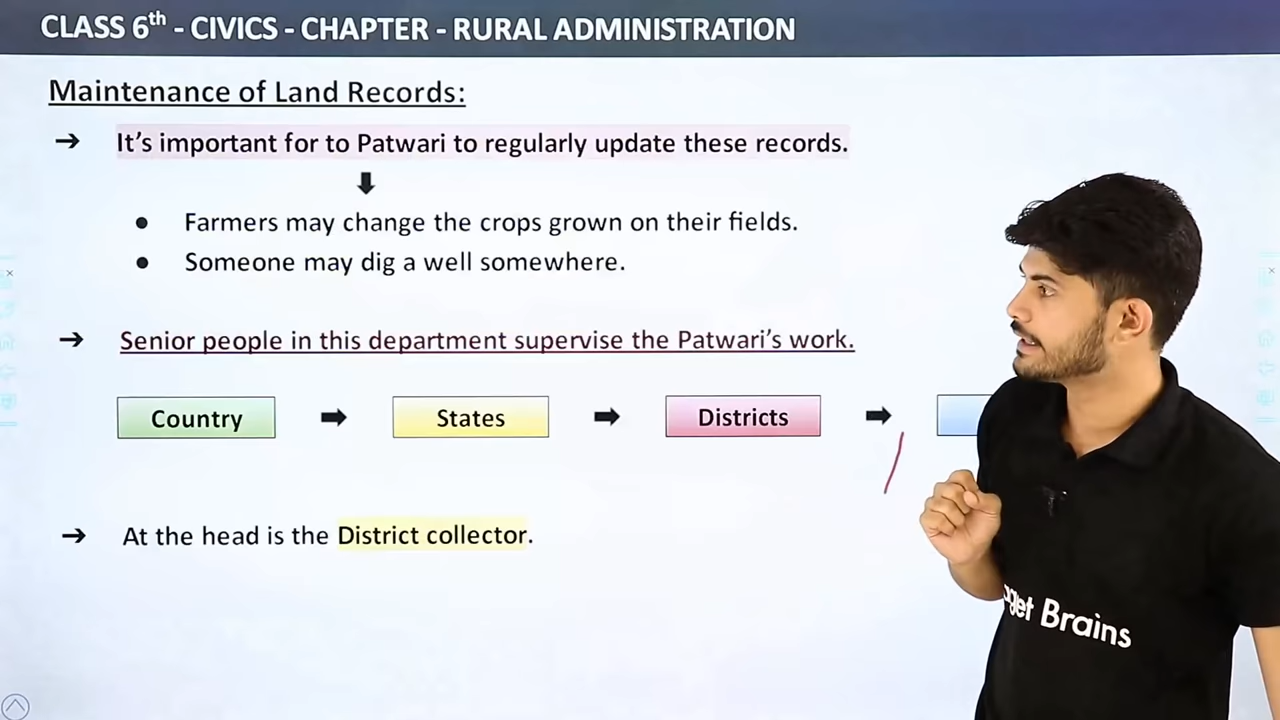 CLASS 6th - CIVICS - CHAPTER - RURAL ADMINISTRATION
Maintenance of Land Records:
➔ It's important for to Patwari to regularly update these records.
● Farmers may change the crops grown on their fields.
● Someone may dig a well somewhere.
➔ Senior people in this department supervise the Patwari's work.
Country ➡ States ➡ Districts ➡
➔ At the head is the District collector.
Brains